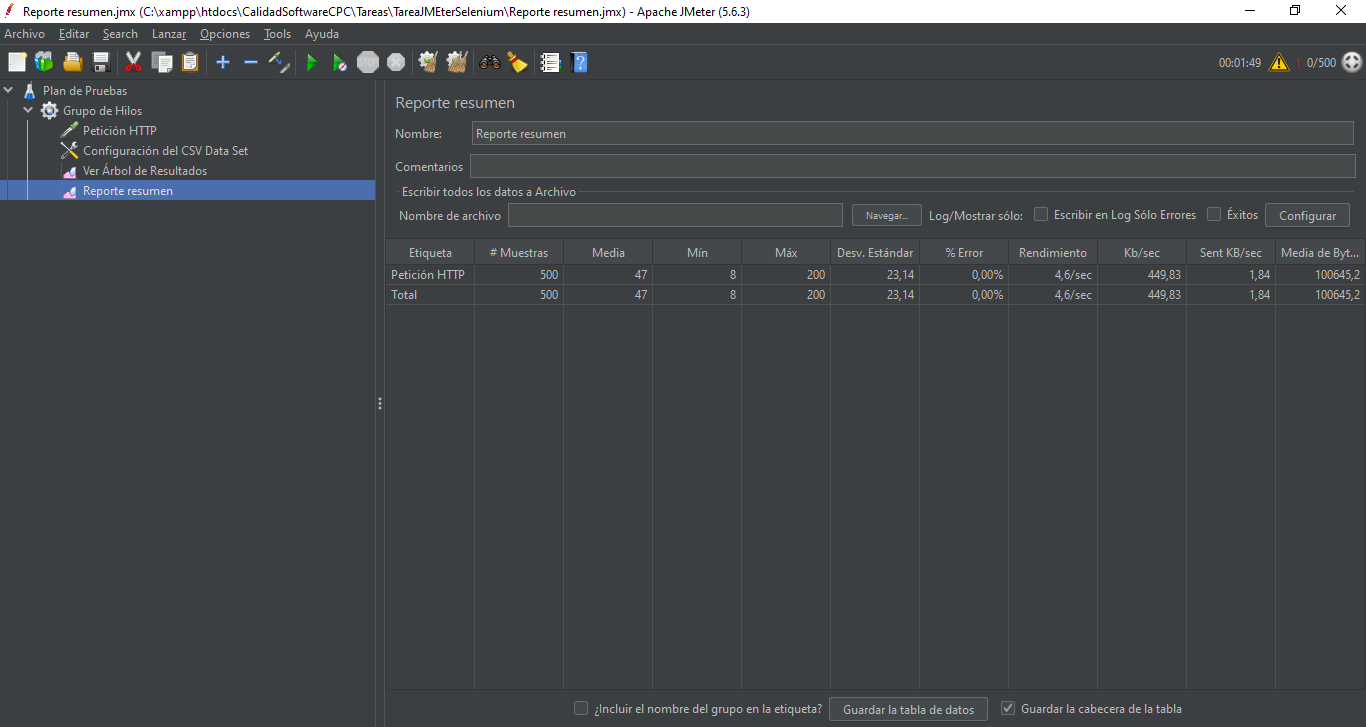 Reporte resumen.jmx (C:\xampp\htdocs\CalidadSoftwareCPC\Tareas\TareaJMEterSelenium\Reporte resumen.jmx) - Apache JMeter (5.6.3)
Archivo Editar Search Lanzar Opciones Tools Ayuda
STOP 00:01:49 1 0/500
Plan de Pruebas
Grupo de Hilos
Petición HTTP
Configuración del CSV Data Set
Ver Árbol de Resultados
Reporte resumen
Reporte resumen
Nombre: Reporte resumen
Comentarios
Escribir todos los datos a Archivo
Nombre de archivo Navegar... Log/Mostrar sólo: Escribir en Log Sólo Errores Éxitos Configurar
Etiqueta # Muestras Media Mín Máx Desv. Estándar % Error Rendimiento Kb/sec Sent KB/sec Media de Byt...
Petición HTTP 500 47 8 200 23,14 0,00% 4,6/sec 449,83 1,84 100645,2
Total 500 47 8 200 23,14 0,00% 4,6/sec 449,83 1,84 100645,2
¿Incluir el nombre del grupo en la etiqueta? Guardar la tabla de datos Guardar la cabecera de la tabla